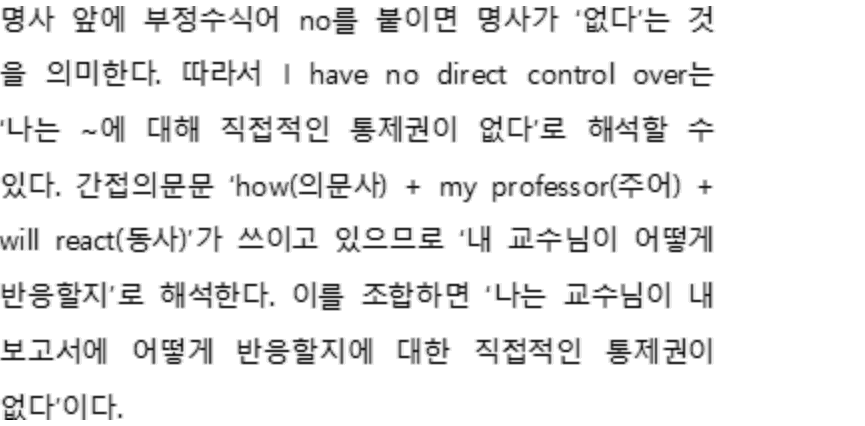 명사 앞에 부정수식어 no를 붙이면 명사가 ‘없다’는 것
을 의미한다. 따라서 I have no direct control over는
‘나는 ~에 대해 직접적인 통제권이 없다’로 해석할 수
있다. 간접의문문 ‘how(의문사) + my professor(주어) +
will react(동사)’가 쓰이고 있으므로 ‘내 교수님이 어떻게
반응할지’로 해석한다. 이를 조합하면 ‘나는 교수님이 내
보고서에 어떻게 반응할지에 대한 직접적인 통제권이
없다’이다.